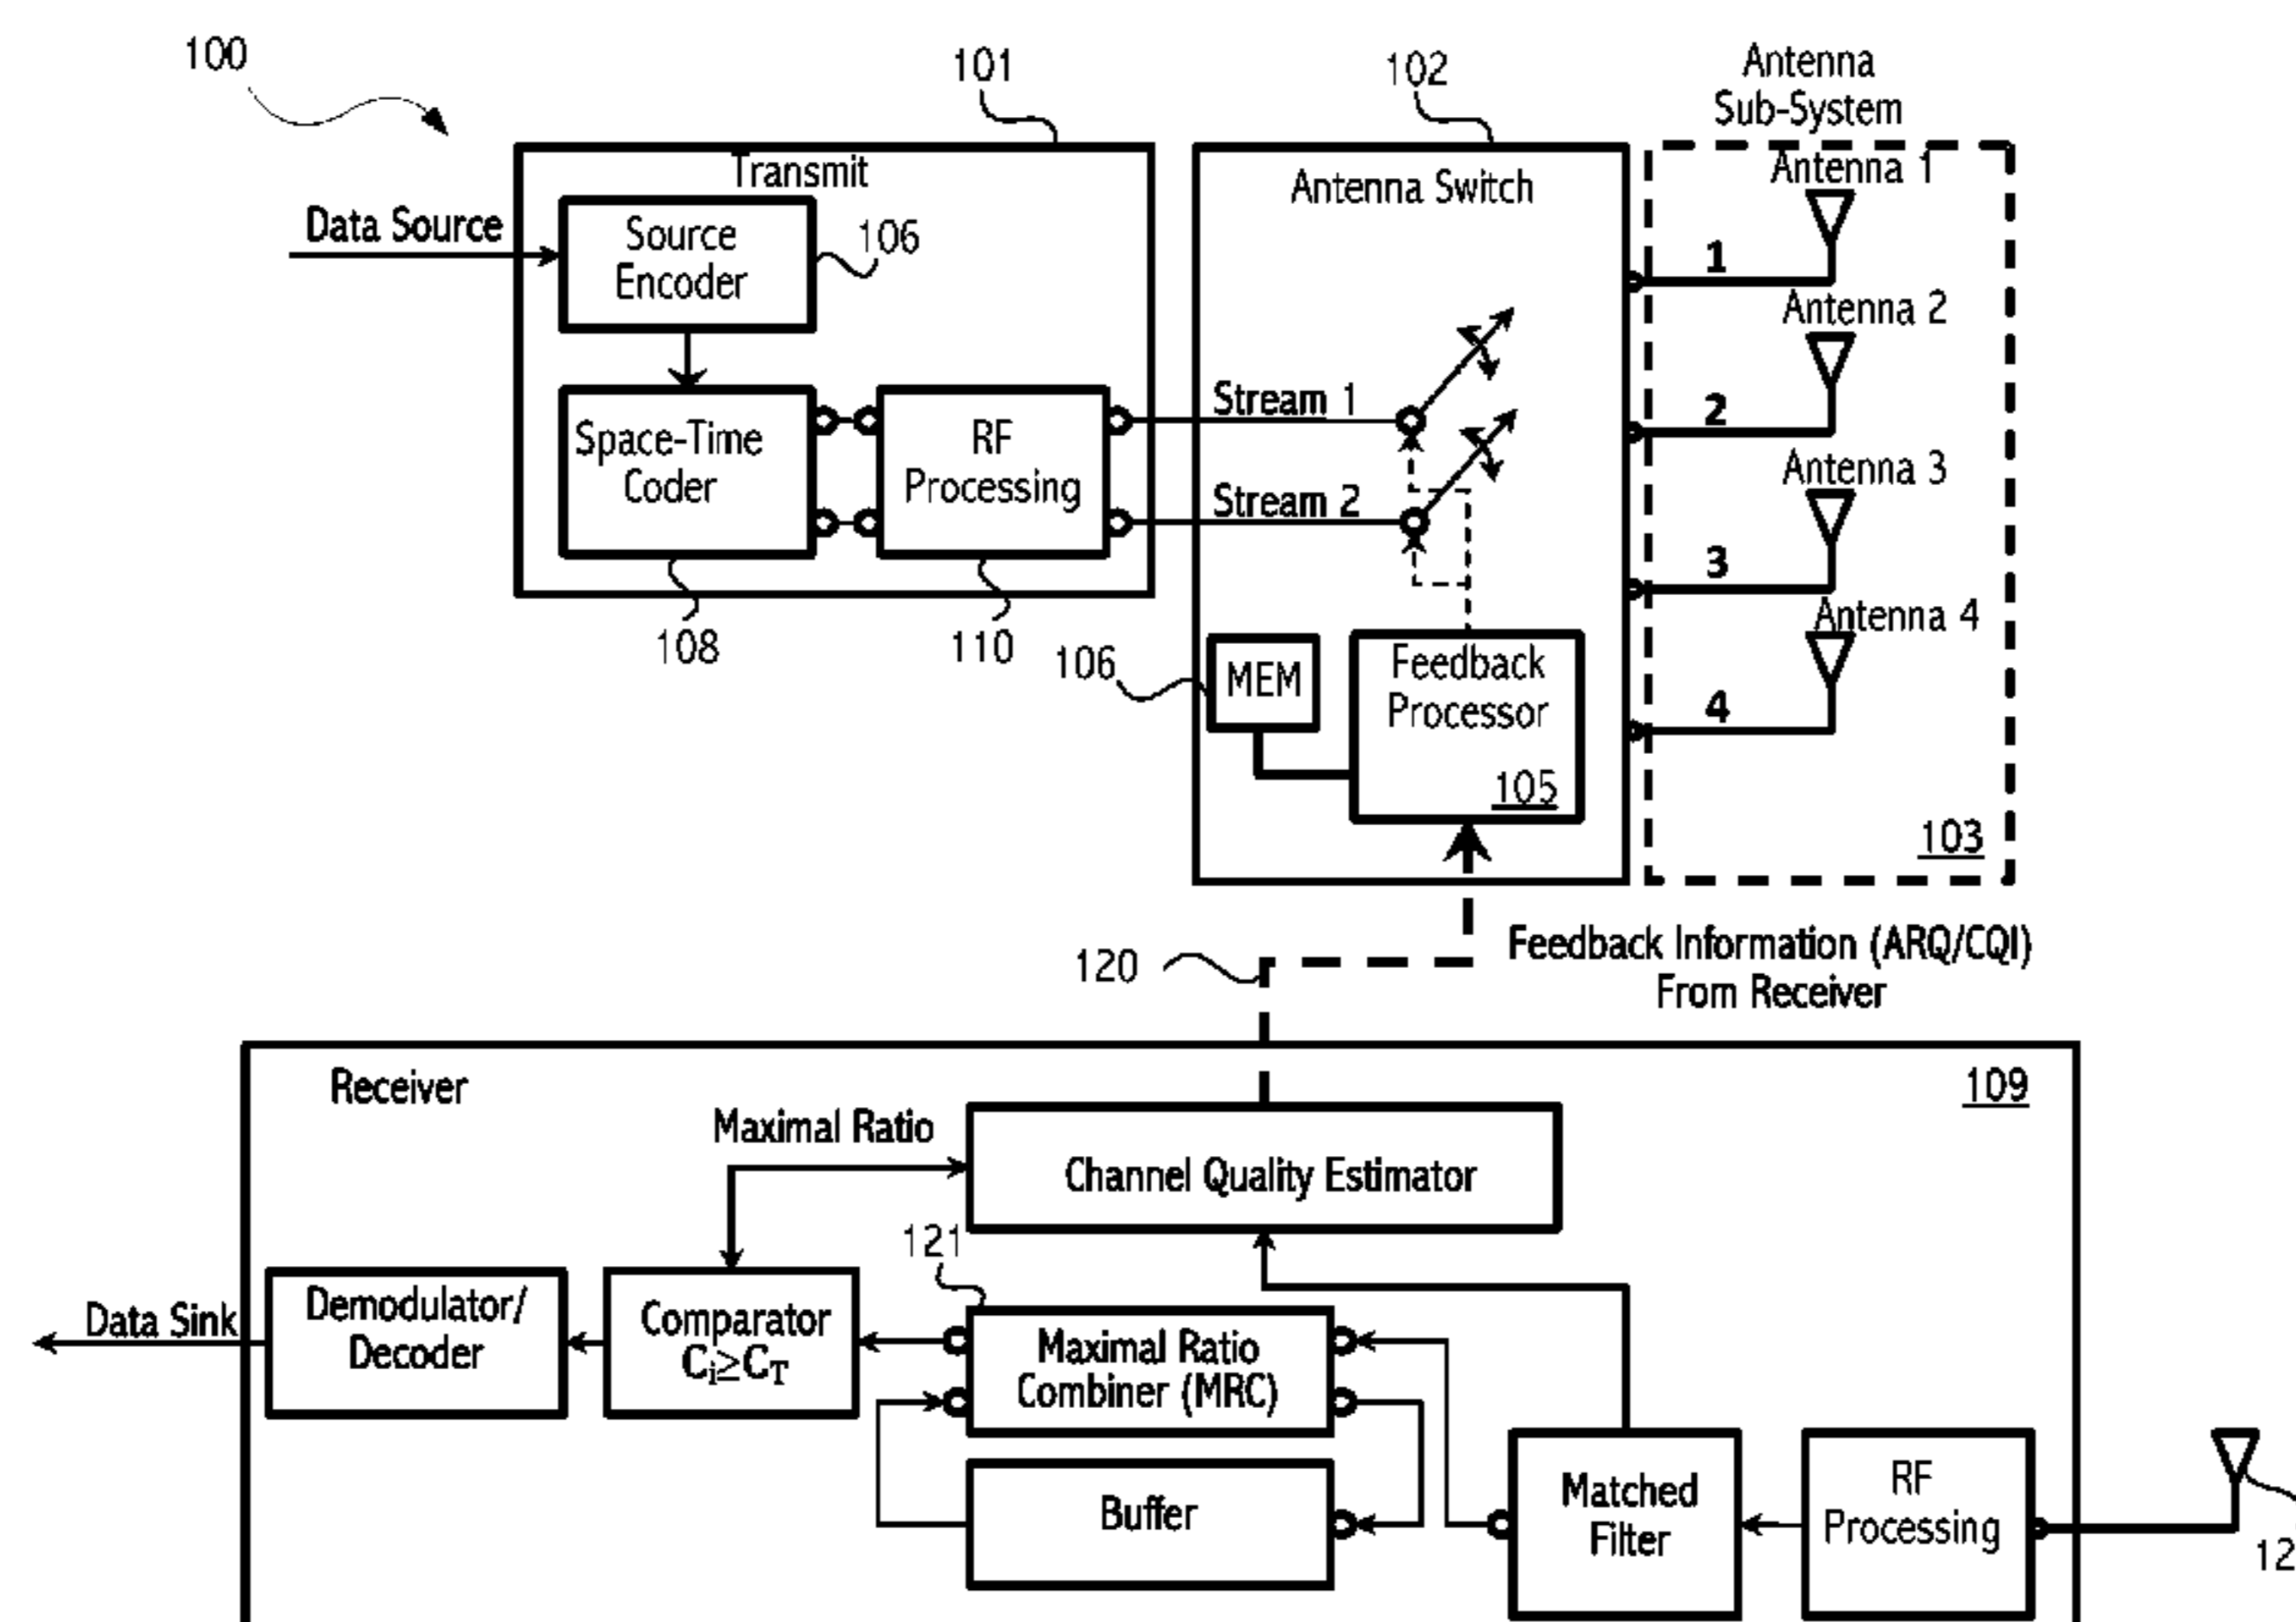 100
101
102
Antenna
Sub-System
Transmit
Antenna Switch
Antenna 1
Data Source
Source
Encoder
106
1
Antenna 2
Space-Time
Coder
RF
Processing
Stream 1
Stream 2
2
Antenna 3
3
Antenna 4
108
110
106
MEM
Feedback
Processor
105
4
103
120
Feedback Information (ARQ/CQI)
From Receiver
Receiver
109
Maximal Ratio
Channel Quality Estimator
121
Data Sink
Demodulator/
Decoder
Comparator
Ci≥CT
Maximal Ratio
Combiner (MRC)
Buffer
Matched
Filter
RF
Processing